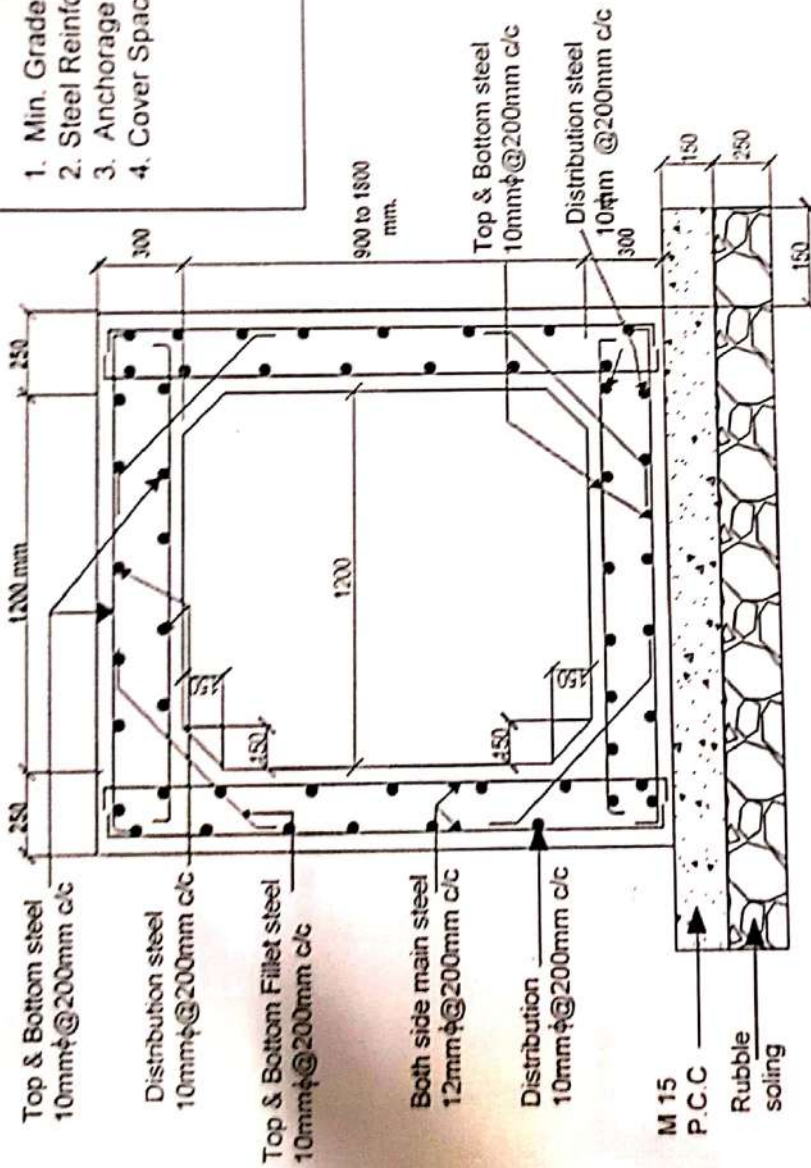 1. Min. Grade
2. Steel Reinfo
3. Anchorage
4. Cover Spac
Top & Bottom steel
10mmϕ@200mm c/c
Distribution steel
10mmϕ@200mm c/c
Top & Bottom Fillet steel
10mmϕ@200mm c/c
Both side main steel
12mmϕ@200mm c/c
Distribution
10mmϕ@200mm c/c
M 15
P.C.C
Rubble
soling
250
1200 mm
250
300
900 to 1800
mm.
300
Top & Bottom steel
10mmϕ@200mm c/c
Distribution steel
10mm @200mm c/c
1200
150
150
150
150
150
250
150